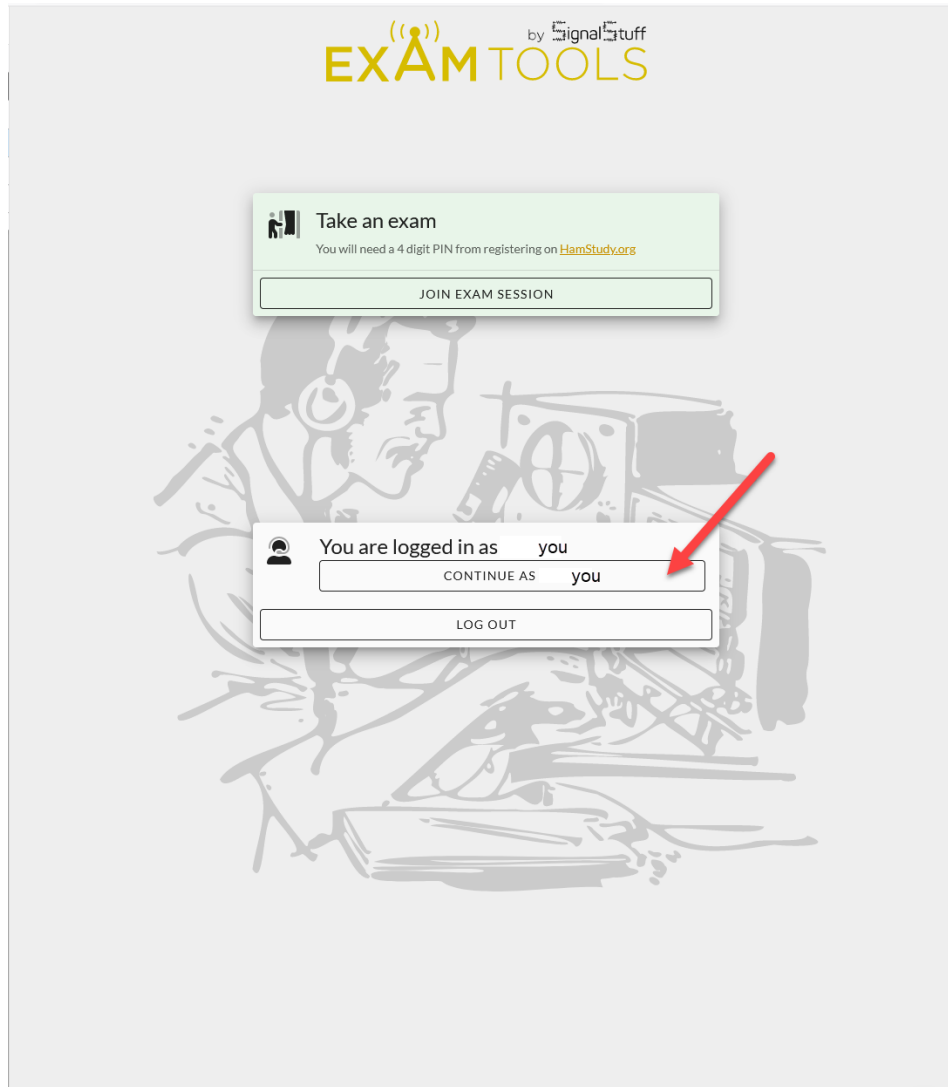 by SignalStuff
EXAM TOOLS
Take an exam
You will need a 4 digit PIN from registering on HamStudy.org
JOIN EXAM SESSION
You are logged in as you
CONTINUE AS you
LOG OUT